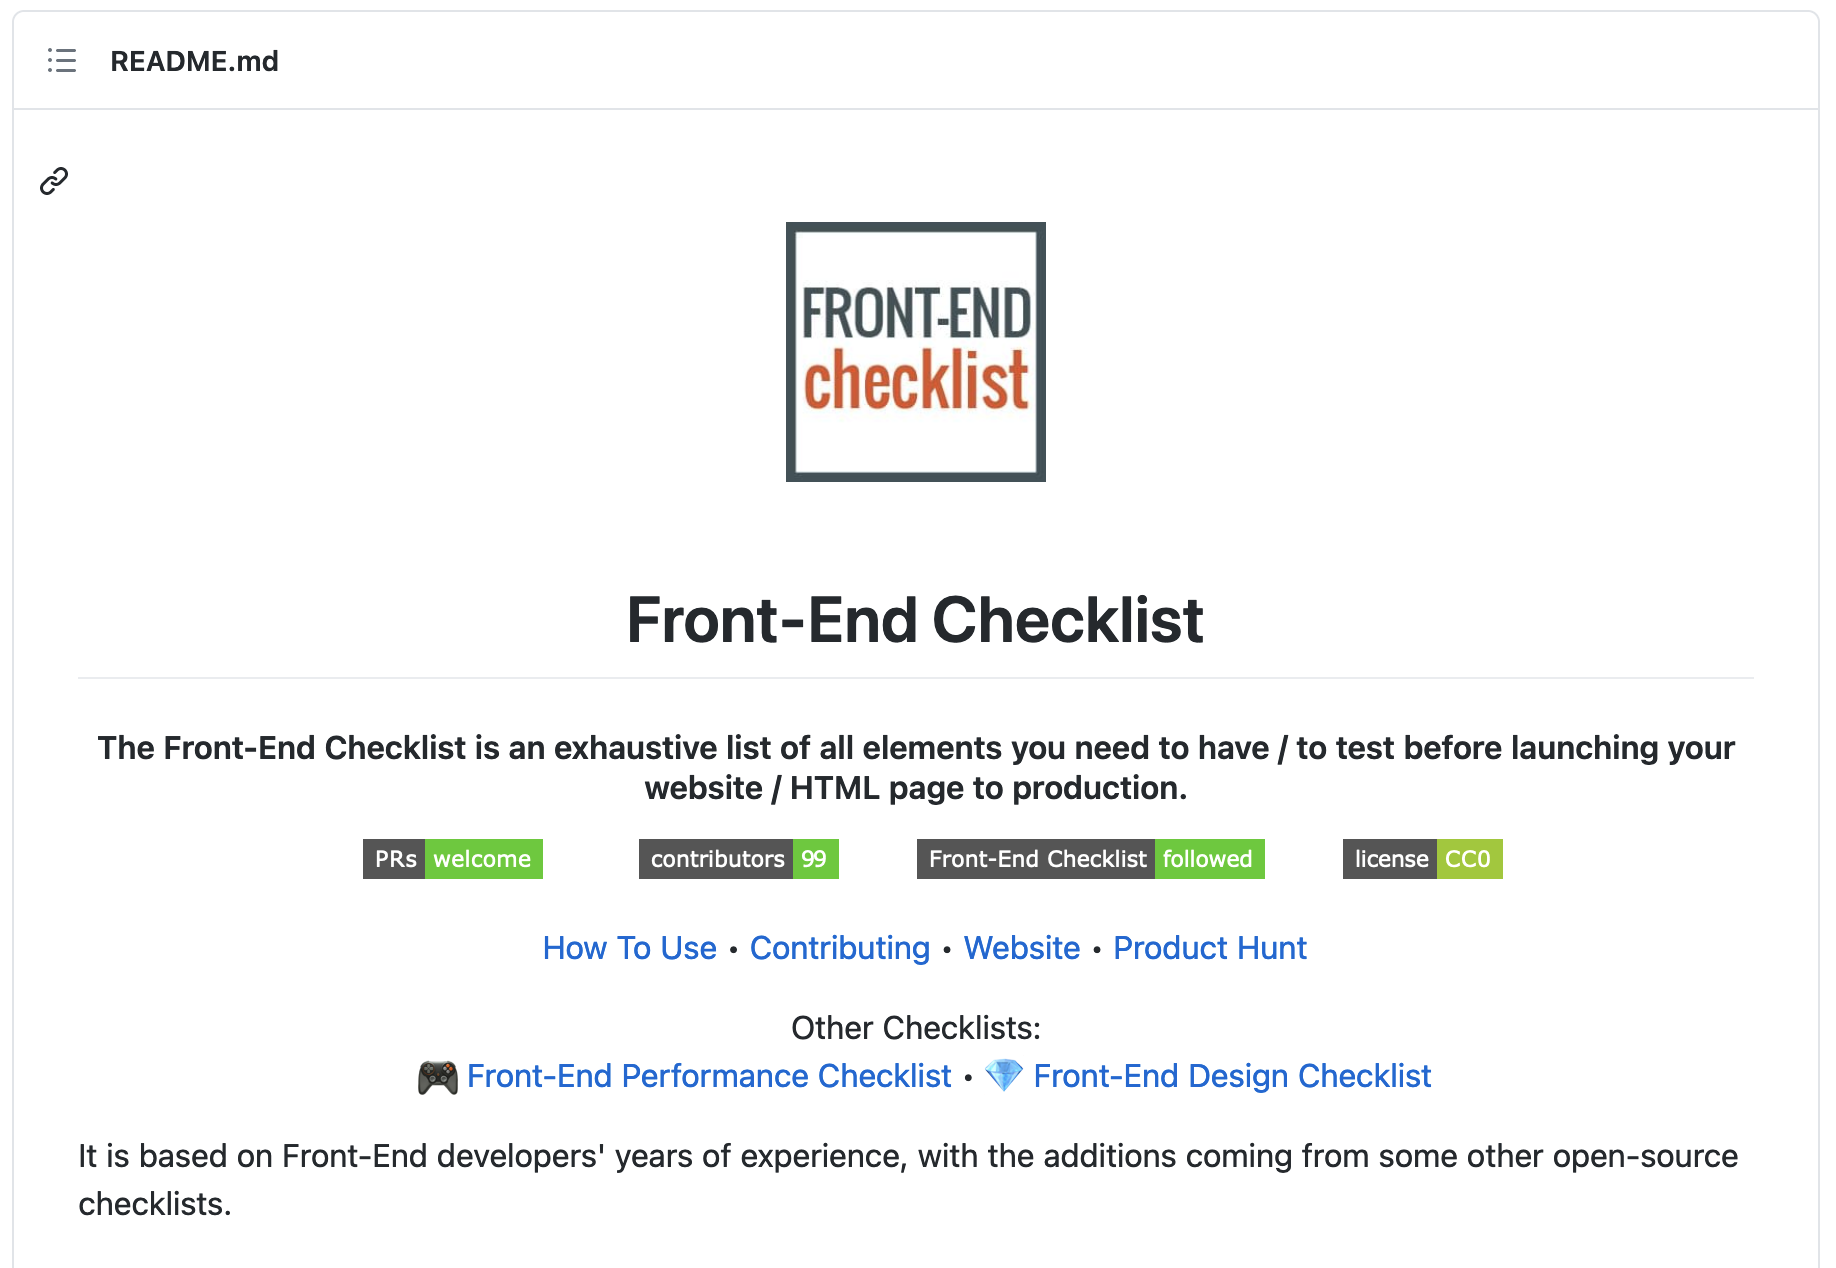 README.md
FRONT-END
checklist
Front-End Checklist
The Front-End Checklist is an exhaustive list of all elements you need to have / to test before launching your
website / HTML page to production.
PRs welcome contributors 99 Front-End Checklist followed license CC0
How To Use • Contributing • Website • Product Hunt
Other Checklists:
🎮 Front-End Performance Checklist • 💎 Front-End Design Checklist
It is based on Front-End developers' years of experience, with the additions coming from some other open-source
checklists.